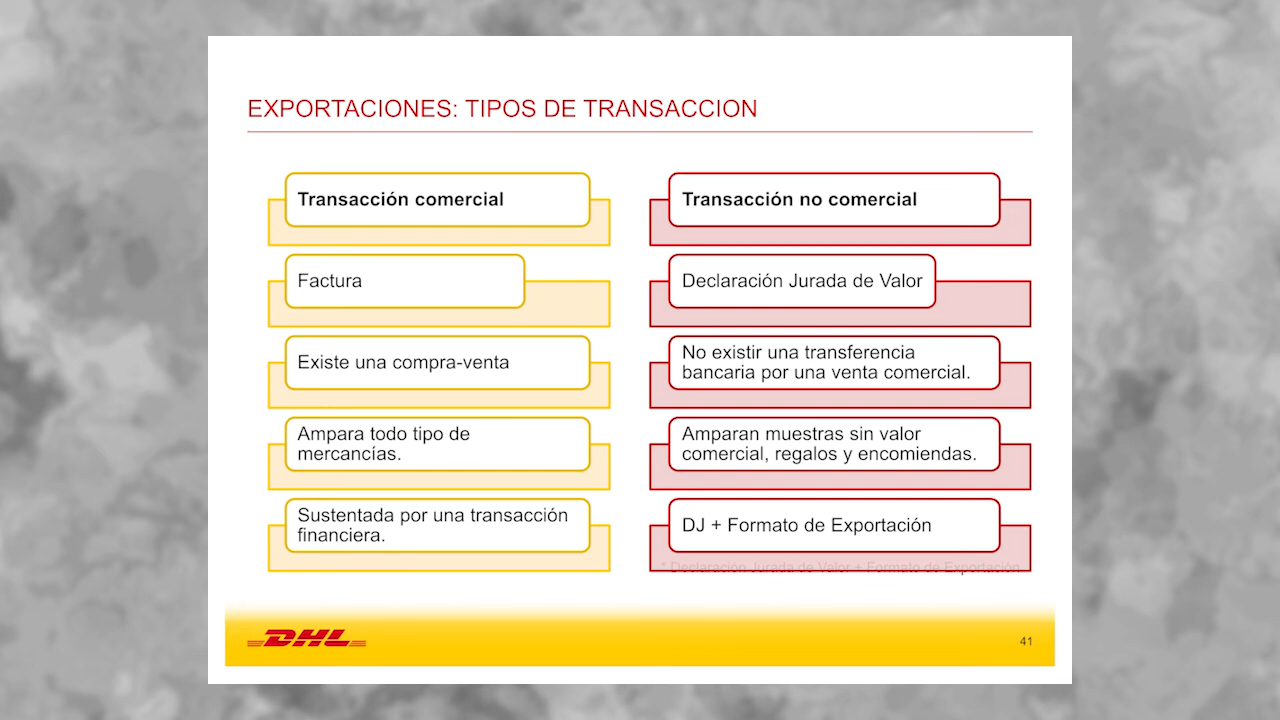 EXPORTACIONES: TIPOS DE TRANSACCION
Transacción comercial
Factura
Existe una compra-venta
Ampara todo tipo de
mercancías.
Sustentada por una transacción
financiera.
Transacción no comercial
Declaración Jurada de Valor
No existir una transferencia
bancaria por una venta comercial.
Amparan muestras sin valor
comercial, regalos y encomiendas.
DJ + Formato de Exportación
* Declaración Jurada de Valor + Formato de Exportación
DHL
41